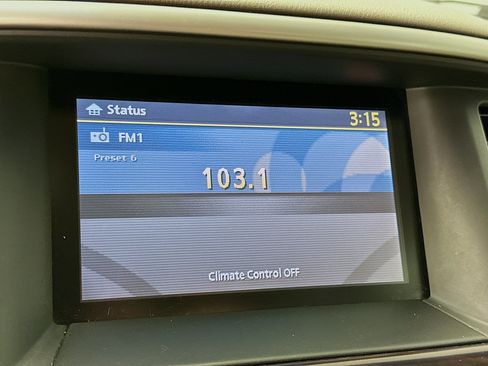 Status
3:15
FM1
Preset 6
103.1
Climate Control OFF